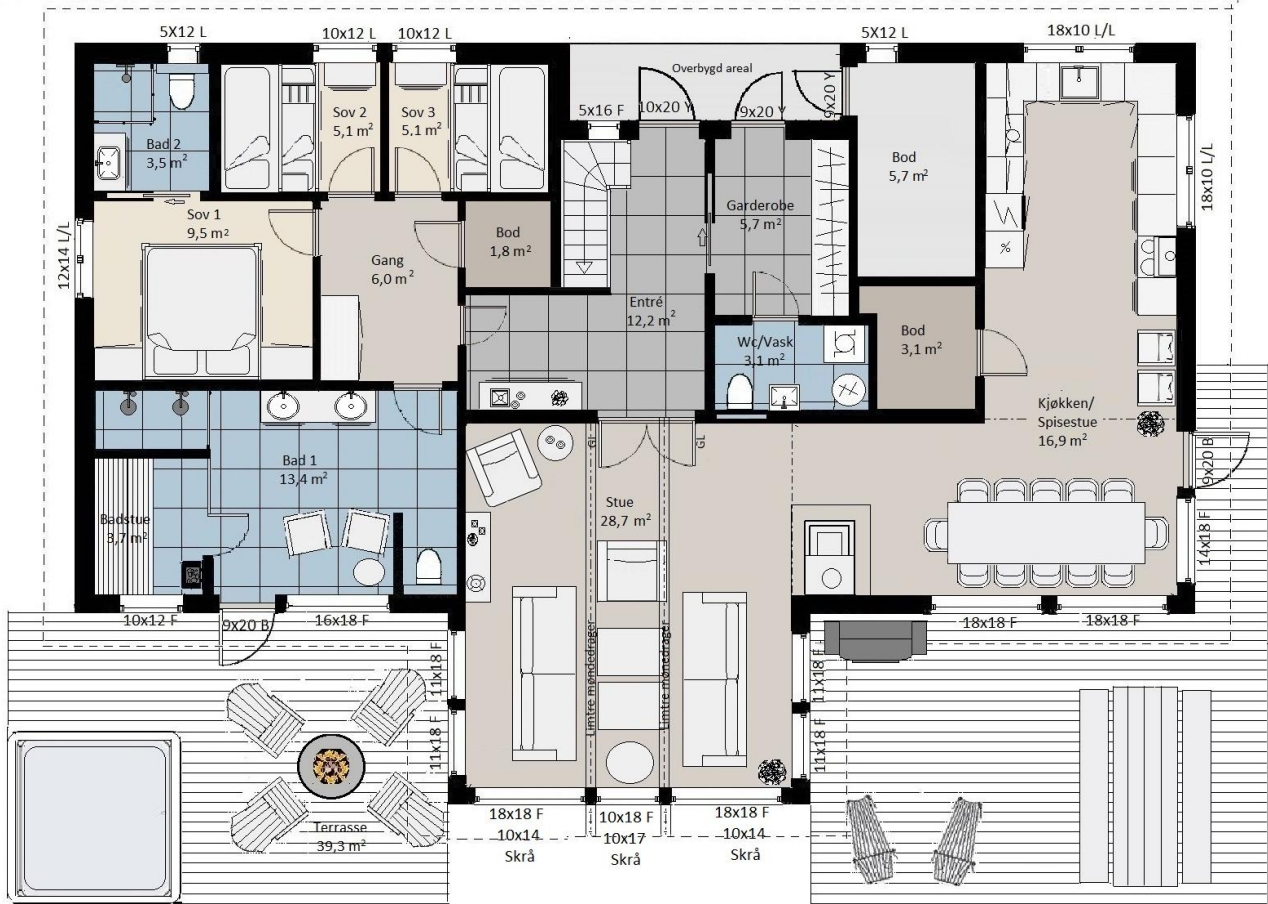 5X12 L
10x12 L
10x12 L
5X12 L
18x10 L/L
Overbygd areal
5x16 F
10x20 Y
9x20 Y
9x20 Y
Bad 2
3,5 m²
Sov 2
5,1 m²
Sov 3
5,1 m²
Bod
5,7 m²
18x10 L/L
Sov 1
9,5 m²
12x14 L/L
Gang
6,0 m²
Bod
1,8 m²
Garderobe
5,7 m²
%
Entré
12,2 m²
Wc/Vask
3,1 m²
Bod
3,1 m²
Kjøkken/
Spisestue
16,9 m²
GL
GL
9x20 B
Bad 1
13,4 m²
Badstue
3,7 m²
Stue
28,7 m²
14x18 F
10x12 F
9x20 B
16x18 F
18x18 F
18x18 F
11x18 F
11x18 F
Limtre mønedrager
Limtre mønedrager
11x18 F
11x18 F
Terrasse
39,3 m²
18x18 F
10x14
Skrå
10x18 F
10x17
Skrå
18x18 F
10x14
Skrå